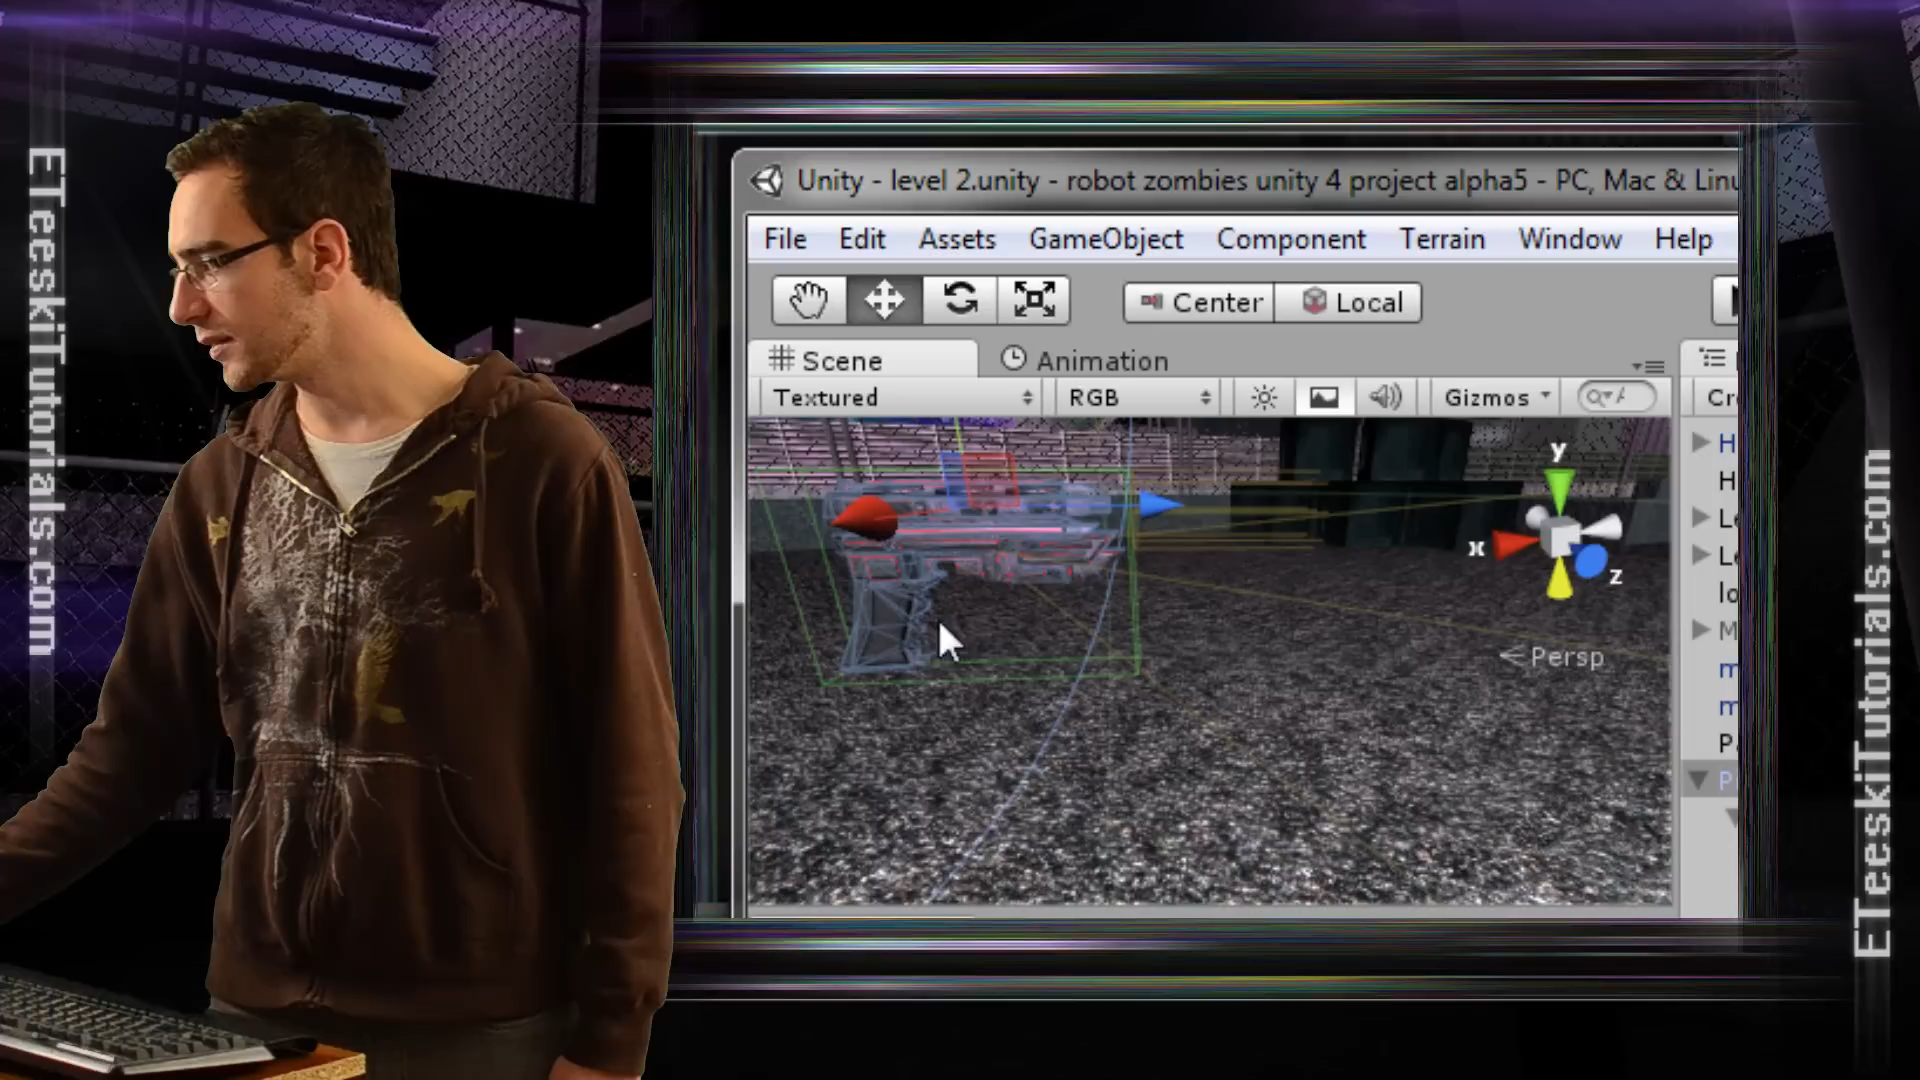 ETeeskiTutorials.com
Unity - level 2.unity - robot zombies unity 4 project alpha5 - PC, Mac &
File Edit Assets GameObject Component Terrain Window Help
Center Local
Scene Animation
Textured RGB Gizmos
y
x
z
Persp
ETeeskiTutorials.com